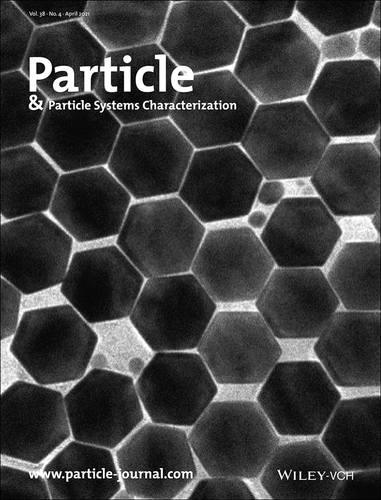 Vol. 38 • No. 4 • April 2021
Particle
& Particle Systems Characterization
www.particle-journal.com
WILEY-VCH